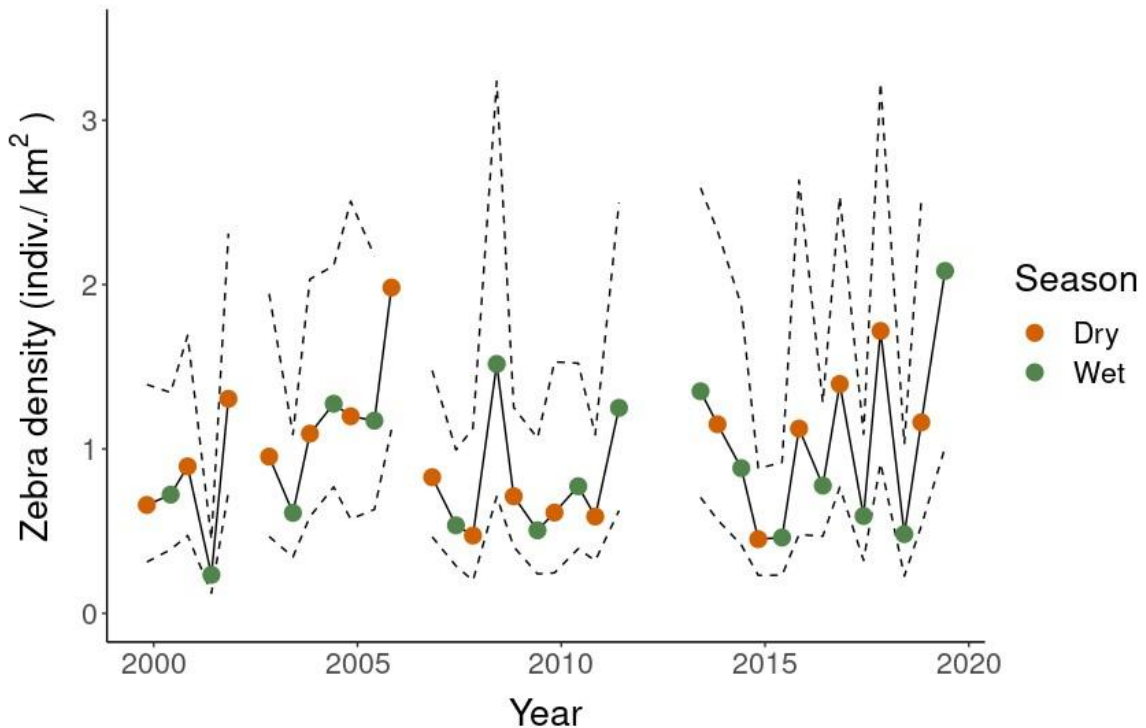 Zebra density (indiv./ km²)
3
2
1
0
2000 2005 2010 2015 2020
Year
Season
Dry
Wet